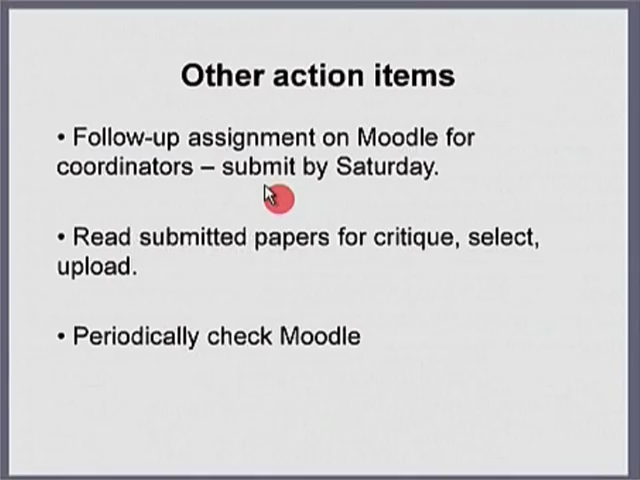 Other action items
• Follow-up assignment on Moodle for
coordinators – submit by Saturday.
• Read submitted papers for critique, select,
upload.
• Periodically check Moodle